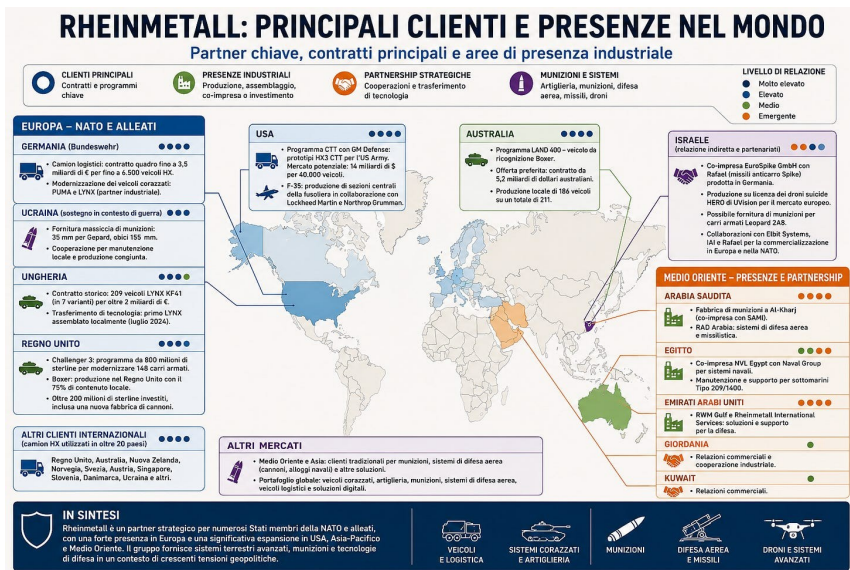 RHEINMETALL: PRINCIPALI CLIENTI E PRESENZE NEL MONDO
Partner chiave, contratti principali e aree di presenza industriale
CLIENTI PRINCIPALI
Contratti e programmi
chiave
PRESENZE INDUSTRIALI
Produzione, assemblaggio,
co-impresa o investimento
PARTNERSHIP STRATEGICHE
Cooperazioni e trasferimento
di tecnologia
MUNIZIONI E SISTEMI
Artiglieria, munizioni, difesa
aerea, missili, droni
LIVELLO DI RELAZIONE
Molto elevato
Elevato
Medio
Emergente
EUROPA – NATO E ALLEATI
GERMANIA (Bundeswehr)
• Camion logistici: contratto quadro fino a 3,5
miliardi di € per fino a 6.500 veicoli HX.
• Modernizzazione dei veicoli corazzati:
PUMA e LYNX (partner industriale).
UCRAINA (sostegno in contesto di guerra)
• Fornitura massiccia di munizioni:
35 mm per Gepard, obici 155 mm.
• Cooperazione per manutenzione
locale e produzione congiunta.
UNGHERIA
• Contratto storico: 209 veicoli LYNX KF41
(in 7 varianti) per oltre 2 miliardi di €.
• Trasferimento di tecnologia: primo LYNX
assemblato localmente (luglio 2024).
REGNO UNITO
• Challenger 3: programma da 800 milioni di
sterline per modernizzare 148 carri armati.
• Boxer: produzione nel Regno Unito con il
75% di contenuto locale.
• Oltre 200 milioni di sterline investiti,
inclusa una nuova fabbrica di cannoni.
ALTRI CLIENTI INTERNAZIONALI
(camion HX utilizzati in oltre 20 paesi)
Regno Unito, Australia, Nuova Zelanda,
Norvegia, Svezia, Austria, Singapore,
Slovenia, Danimarca, Ucraina e altri.
USA
• Programma CTT con GM Defense:
prototipi HX3 CTT per l'US Army.
Mercato potenziale: 14 miliardi di $
per 40.000 veicoli.
• F-35: produzione di sezioni centrali
della fusoliera in collaborazione con
Lockheed Martin e Northrop Grumman.
AUSTRALIA
• Programma LAND 400 – veicolo da
ricognizione Boxer.
• Offerta preferita: contratto da
5,2 miliardi di dollari australiani.
• Produzione locale di 186 veicoli
su un totale di 211.
ISRAELE
(relazione indiretta e partenariati)
• Co-impresa EuroSpike GmbH con
Rafael (missili anticarro Spike)
prodotta in Germania.
• Produzione su licenza dei droni suicide
HERO di UVision per il mercato europeo.
• Possibile fornitura di munizioni per
carri armati Leopard 2A8.
• Collaborazioni con Elbit Systems,
IAI e Rafael per la commercializzazione
in Europa e nella NATO.
MEDIO ORIENTE – PRESENZE E PARTNERSHIP
ARABIA SAUDITA
• Fabbrica di munizioni a Al-Kharj
(co-impresa con SAMI).
• RAD Arabia: sistemi di difesa aerea
e missilistica.
EGITTO
• Co-impresa NVL Egypt con Naval Group
per sistemi navali.
• Manutenzione e supporto per sottomarini
Tipo 209/1400.
EMIRATI ARABI UNITI
• RWM Gulf e Rheinmetall International
Services: soluzioni e supporto
per la difesa.
GIORDANIA
• Relazioni commerciali e
cooperazione industriale.
KUWAIT
• Relazioni commerciali.
ALTRI MERCATI
• Medio Oriente e Asia: clienti tradizionali per munizioni, sistemi di difesa aerea
(cannoni, alloggi navali) e altre soluzioni.
• Portafoglio globale: veicoli corazzati, artiglieria, munizioni, sistemi di difesa aerea,
veicoli logistici e soluzioni digitali.
IN SINTESI
Rheinmetall è un partner strategico per numerosi Stati membri della NATO e alleati,
con una forte presenza in Europa e una significativa espansione in USA, Asia-Pacifico
e Medio Oriente. Il gruppo fornisce sistemi terrestri avanzati, munizioni e tecnologie
di difesa in un contesto di crescenti tensioni geopolitiche.
VEICOLI
E LOGISTICA
SISTEMI CORAZZATI
E ARTIGLIERIA
MUNIZIONI
DIFESA AEREA
E MISSILI
DRONI E SISTEMI
AVANZATI